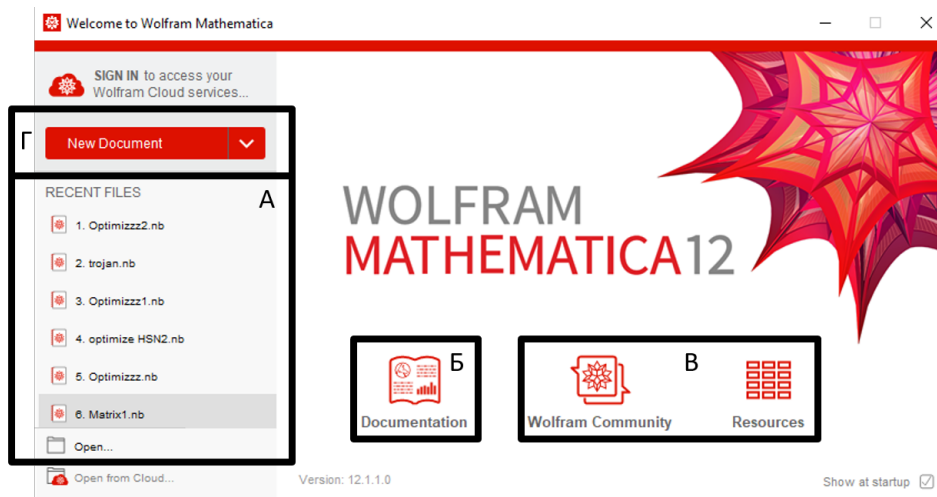 Welcome to Wolfram Mathematica
SIGN IN to access your
Wolfram Cloud services...
Г
New Document
RECENT FILES
А
1. Optimizzz2.nb
2. trojan.nb
3. Optimizzz1.nb
4. optimize HSN2.nb
5. Optimizzz.nb
6. Matrix1.nb
Open...
Open from Cloud...
WOLFRAM
MATHEMATICA12
Б
Documentation
В
Wolfram Community
Resources
Version: 12.1.1.0
Show at startup